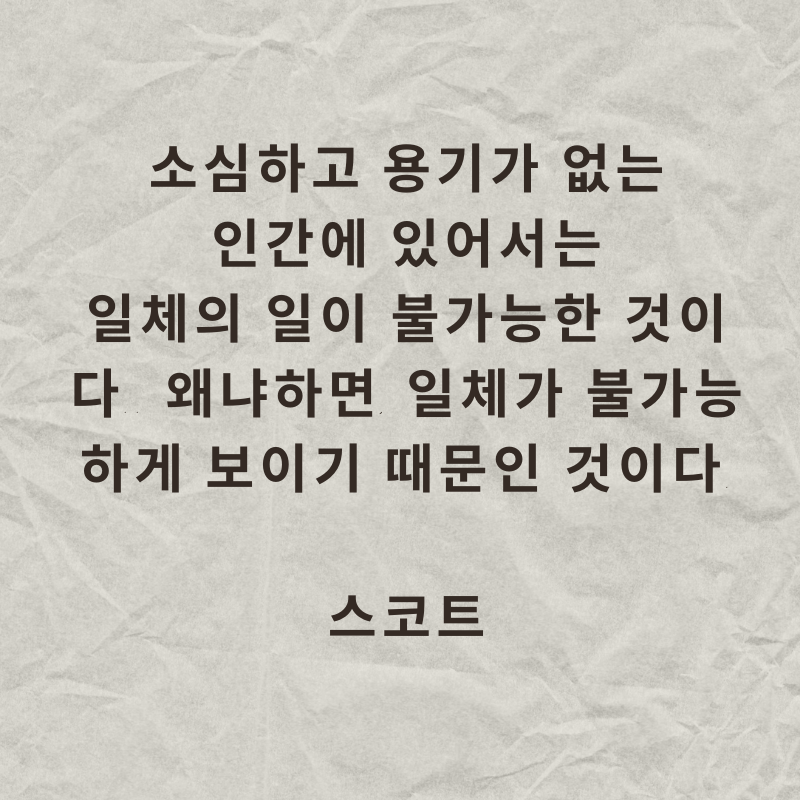 소심하고 용기가 없는
인간에 있어서는
일체의 일이 불가능한 것이
다.. 왜냐하면, 일체가 불가능
하게 보이기 때문인 것이다.
스코트